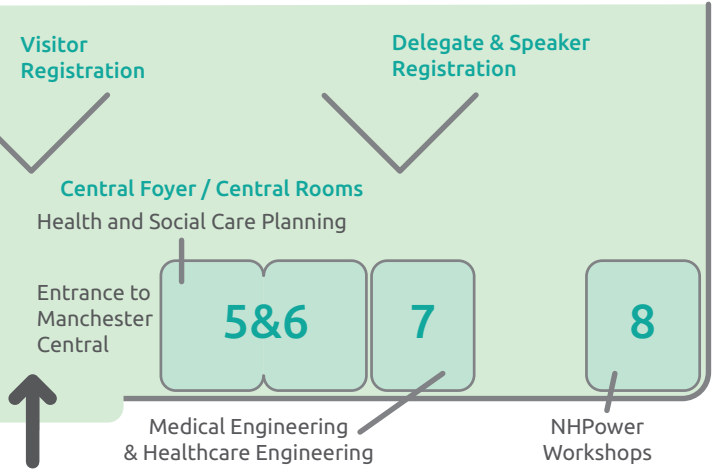 Visitor
Registration
Delegate & Speaker
Registration
Central Foyer / Central Rooms
Health and Social Care Planning
Entrance to
Manchester
Central
5&6
7
8
Medical Engineering
& Healthcare Engineering
NHPower
Workshops